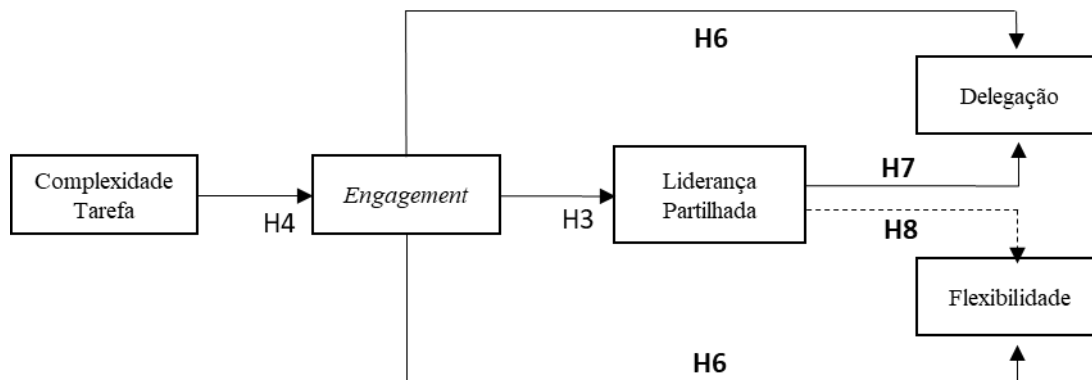 H6
Delegação
Complexidade
Tarefa
H4
Engagement
H3
Liderança
Partilhada
H7
H8
Flexibilidade
H6